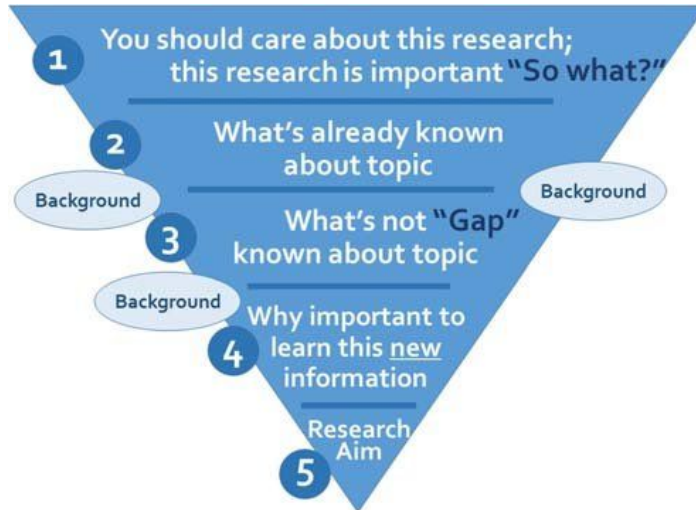 1
You should care about this research;
this research is important "So what?"
2
What's already known
about topic
Background
Background
3
What's not "Gap"
known about topic
Background
4
Why important to
learn this new
information
5
Research
Aim